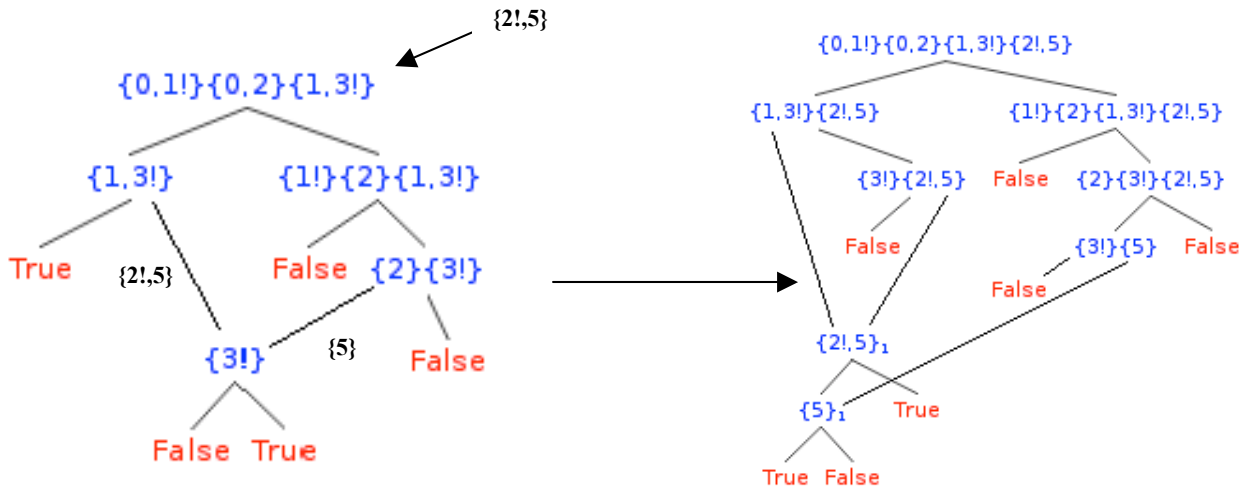 {2!,5}
{0,1!}{0,2}{1,3!}
{1,3!} {1!}{2}{1,3!}
True {2!,5} False {2}{3!}
{3!} {5} False
False True
{0,1!}{0,2}{1,3!}{2!,5}
{1,3!}{2!,5} {1!}{2}{1,3!}{2!,5}
{3!}{2!,5} False {2}{3!}{2!,5}
False {3!}{5} False
False
{2!,5}₁
{5}₁ True
True False